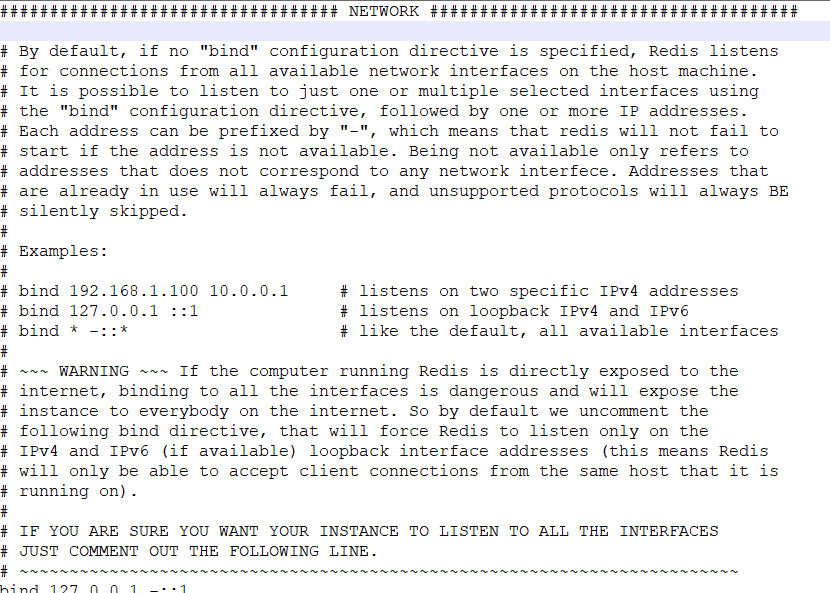 ################################## NETWORK #####################################
# By default, if no "bind" configuration directive is specified, Redis listens
# for connections from all available network interfaces on the host machine.
# It is possible to listen to just one or multiple selected interfaces using
# the "bind" configuration directive, followed by one or more IP addresses.
# Each address can be prefixed by "-", which means that redis will not fail to
# start if the address is not available. Being not available only refers to
# addresses that does not correspond to any network interfece. Addresses that
# are already in use will always fail, and unsupported protocols will always BE
# silently skipped.
#
# Examples:
#
# bind 192.168.1.100 10.0.0.1     # listens on two specific IPv4 addresses
# bind 127.0.0.1 ::1              # listens on loopback IPv4 and IPv6
# bind * -::*                     # like the default, all available interfaces
#
# ~~~ WARNING ~~~ If the computer running Redis is directly exposed to the
# internet, binding to all the interfaces is dangerous and will expose the
# instance to everybody on the internet. So by default we uncomment the
# following bind directive, that will force Redis to listen only on the
# IPv4 and IPv6 (if available) loopback interface addresses (this means Redis
# will only be able to accept client connections from the same host that it is
# running on).
#
# IF YOU ARE SURE YOU WANT YOUR INSTANCE TO LISTEN TO ALL THE INTERFACES
# JUST COMMENT OUT THE FOLLOWING LINE.
# ~~~~~~~~~~~~~~~~~~~~~~~~~~~~~~~~~~~~~~~~~~~~~~~~~~~~~~~~~~~~~~~~~~~~~~~~
bind 127.0.0.1 -::1